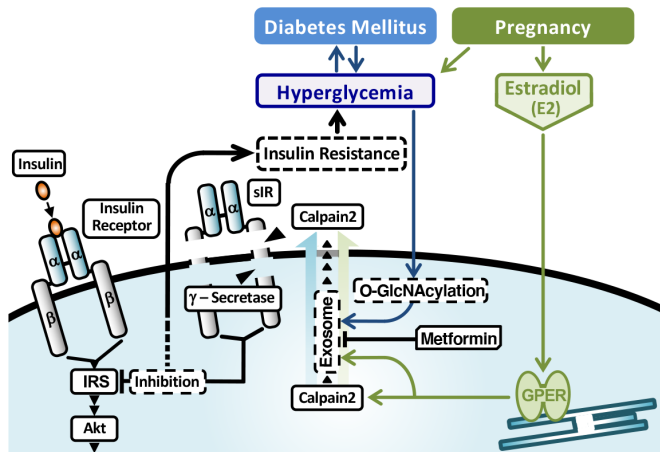 Diabetes Mellitus
Pregnancy
Hyperglycemia
Estradiol
(E2)
Insulin Resistance
Insulin
sIR
Insulin
Receptor
α
α
α
α
Calpain2
β
β
γ – Secretase
O-GlcNAcylation
Exosome
Metformin
IRS
Inhibition
Calpain2
GPER
Akt